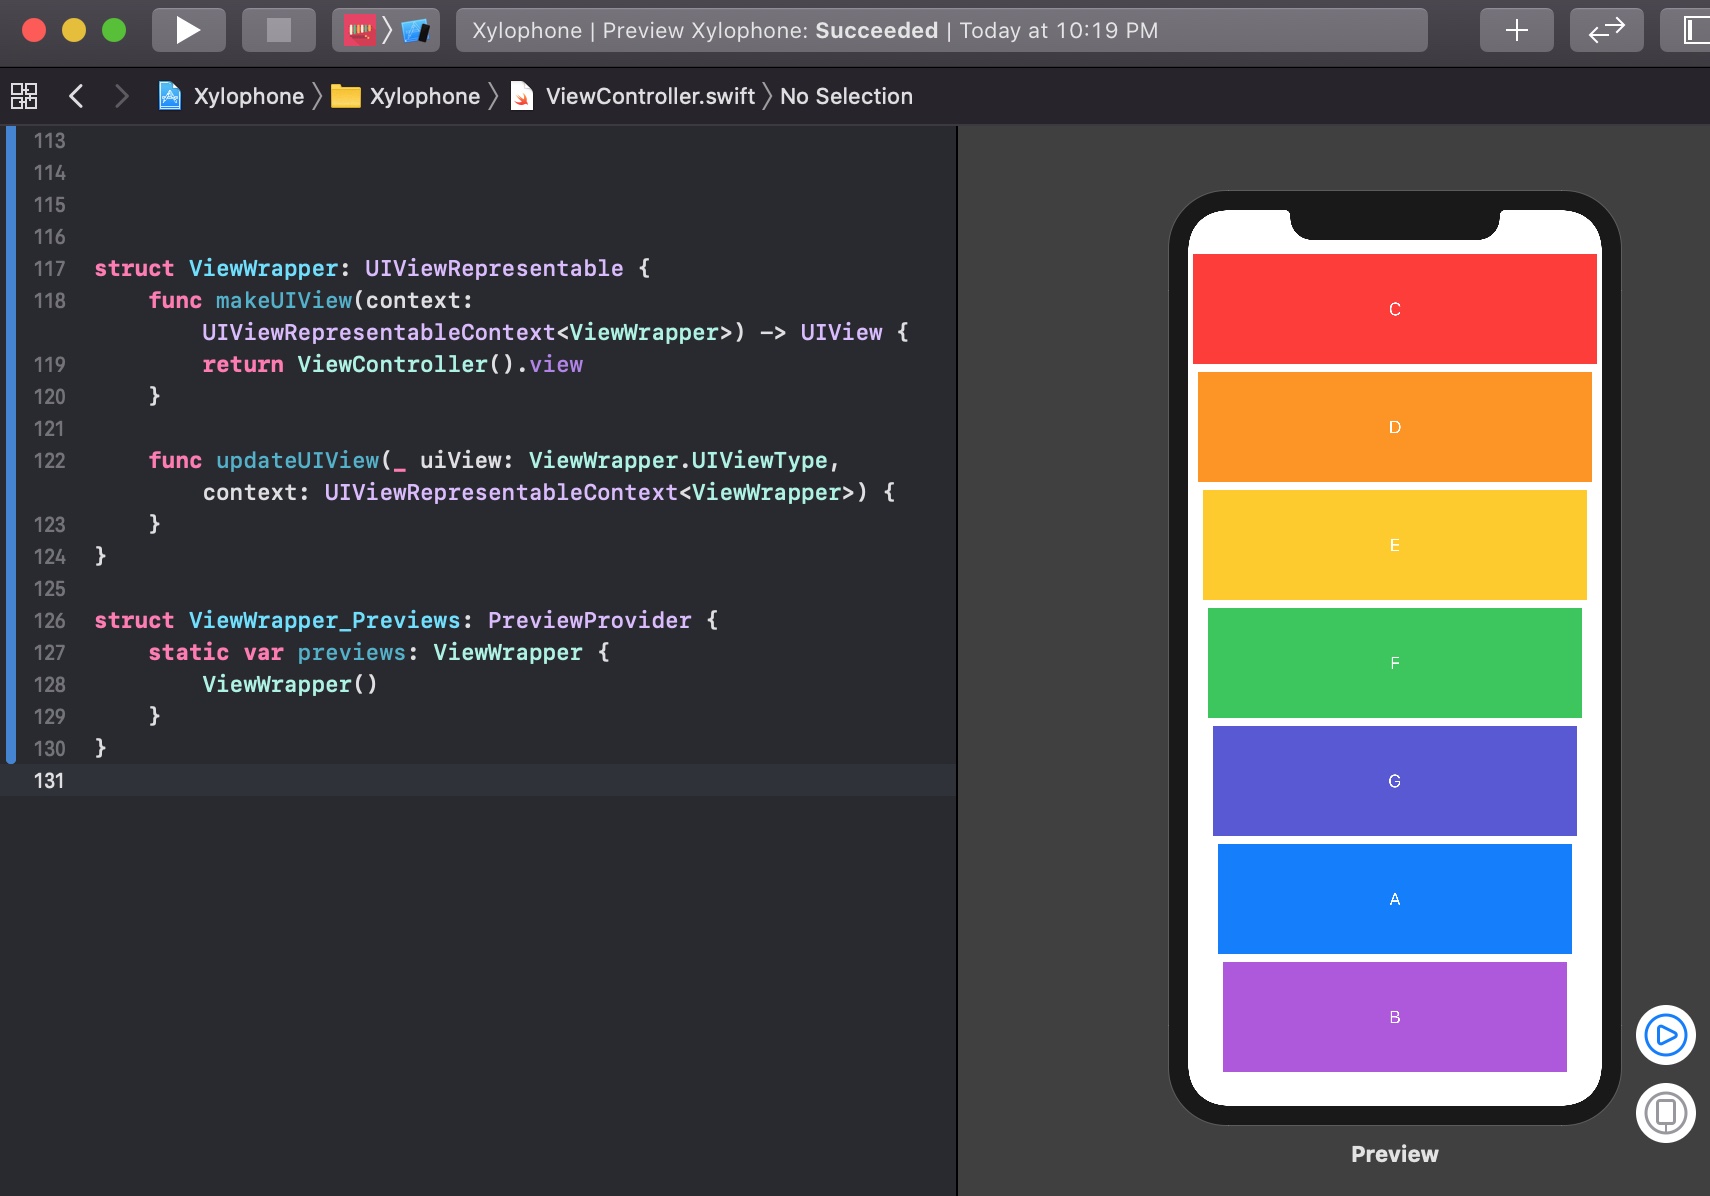 Xylophone | Preview Xylophone: Succeeded | Today at 10:19 PM
Xylophone 〉 Xylophone 〉 ViewController.swift 〉 No Selection
113
114
115
116
117 struct ViewWrapper: UIViewRepresentable {
118 func makeUIView(context:
UIViewRepresentableContext<ViewWrapper>) -> UIView {
119 return ViewController().view
120 }
121
122 func updateUIView(_ uiView: ViewWrapper.UIViewType,
context: UIViewRepresentableContext<ViewWrapper>) {
123 }
124 }
125
126 struct ViewWrapper_Previews: PreviewProvider {
127 static var previews: ViewWrapper {
128 ViewWrapper()
129 }
130 }
131
C
D
E
F
G
A
B
Preview